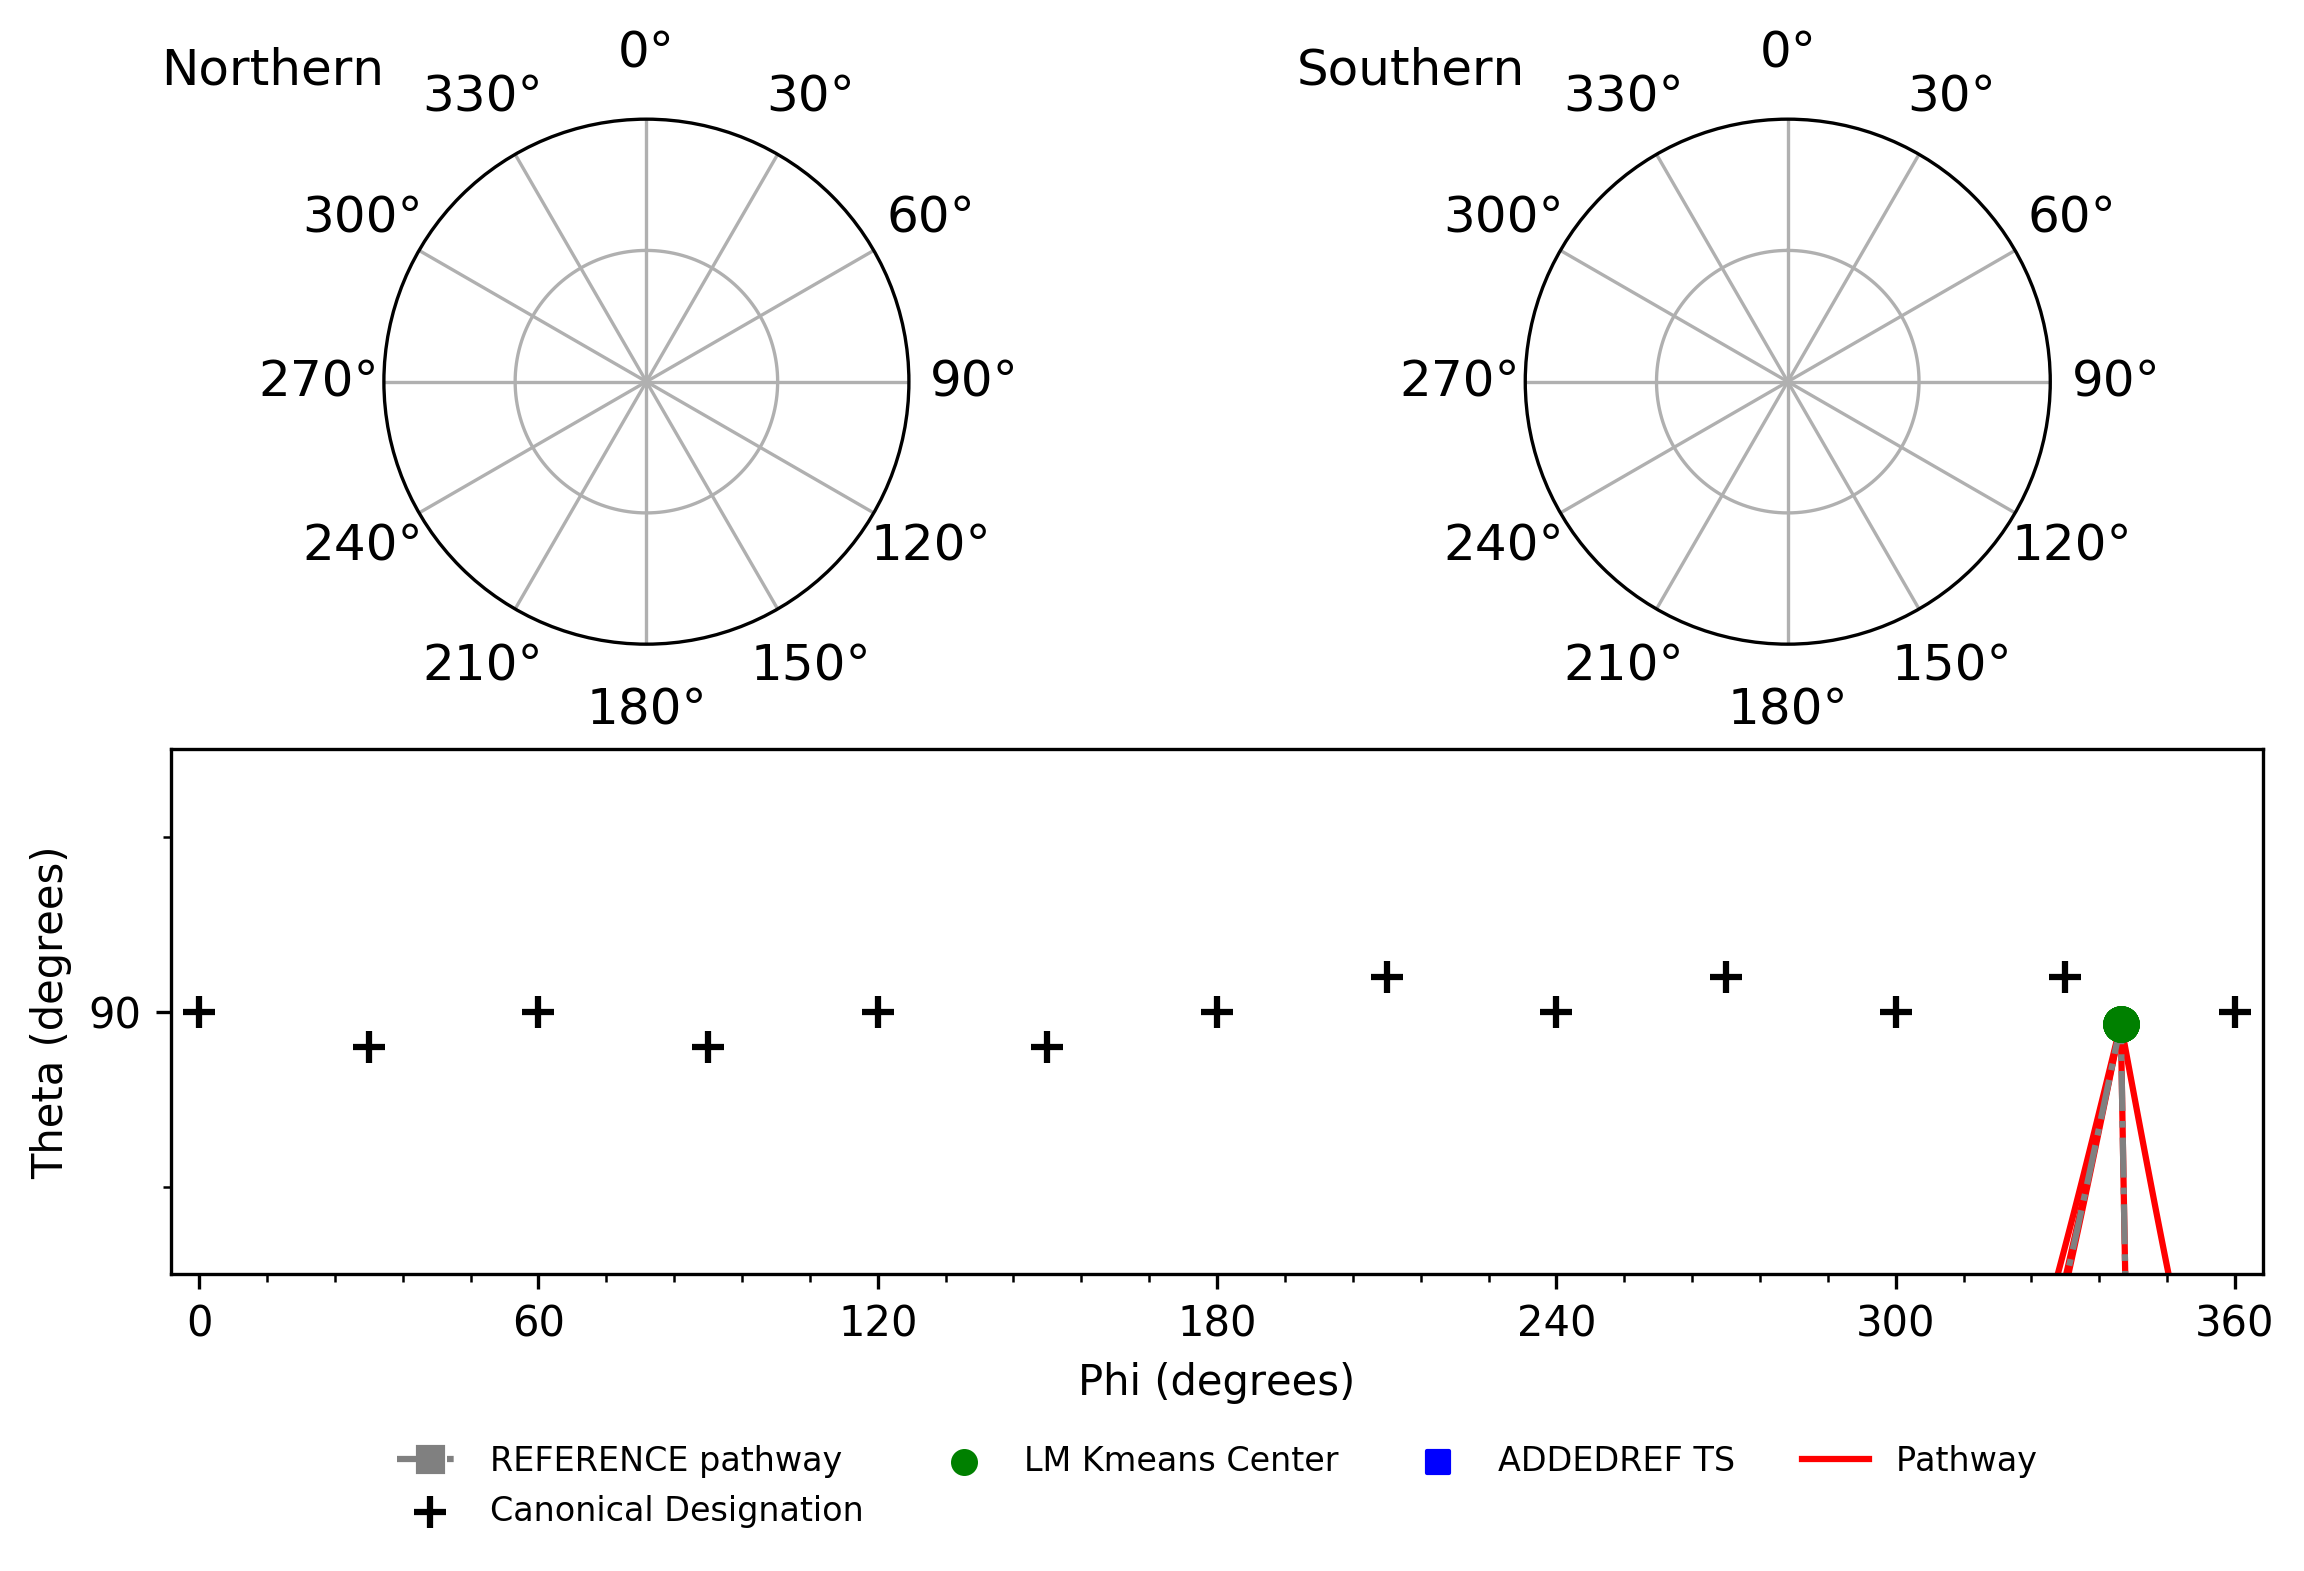 Northern
0°
330°
30°
300°
60°
270°
90°
240°
120°
210°
150°
180°
Southern
0°
330°
30°
300°
60°
270°
90°
240°
120°
210°
150°
180°
Theta (degrees)
90
0 60 120 180 240 300 360
Phi (degrees)
REFERENCE pathway
Canonical Designation
LM Kmeans Center
ADDEDREF TS
Pathway